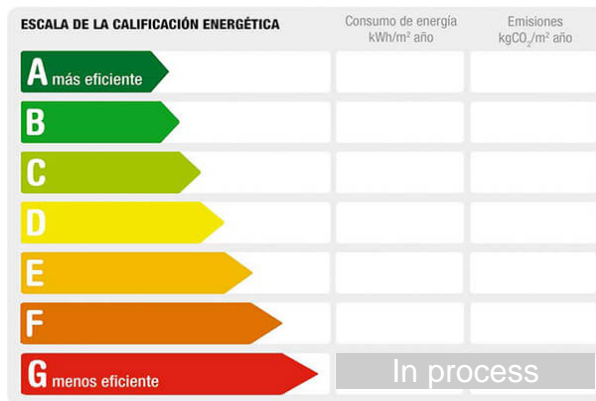 ESCALA DE LA CALIFICACIÓN ENERGÉTICA
Consumo de energía
kWh/m² año
Emisiones
kgCO₂/m² año
A más eficiente
B
C
D
E
F
G menos eficiente
In process